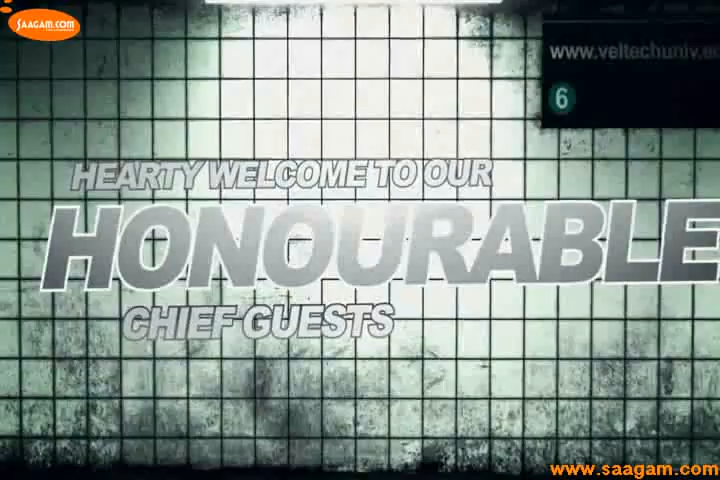 SAAGAM.COM
www.veltechuniv.e
6
HEARTY WELCOME TO OUR
HONOURABLE
CHIEF GUESTS
www.saagam.com